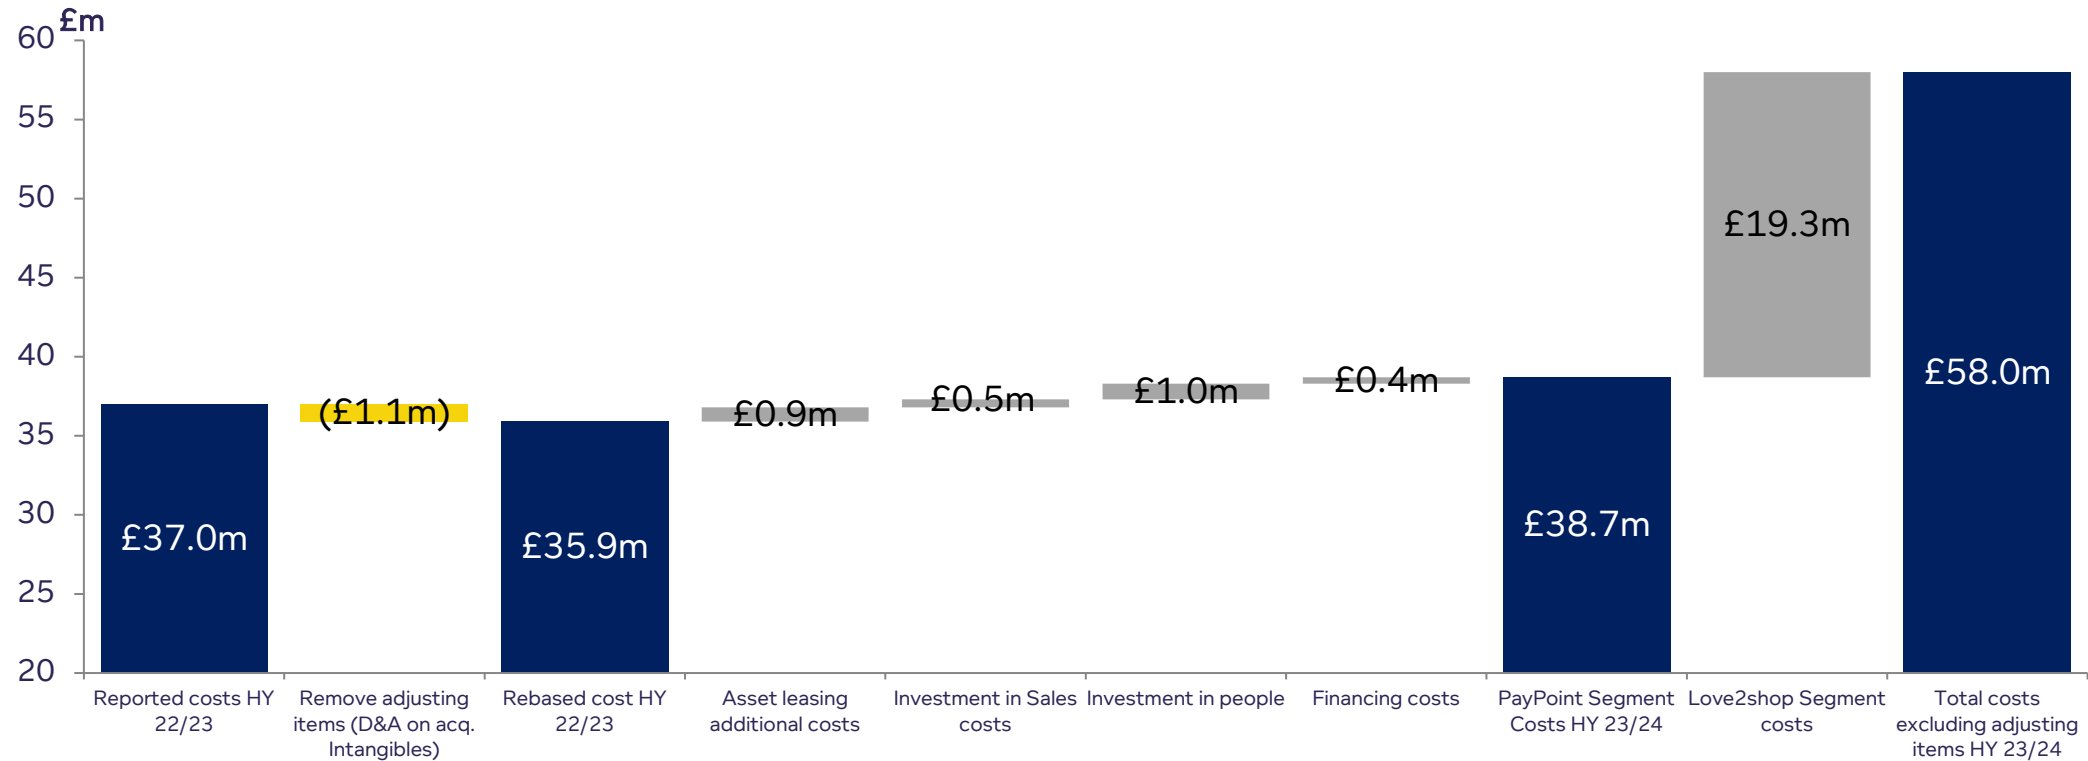 £m
60
55
50
45
40
35
30
25
20
£37.0m
(£1.1m)
£35.9m
£0.9m
£0.5m
£1.0m
£0.4m
£38.7m
£19.3m
£58.0m
Reported costs HY
22/23
Remove adjusting
items (D&A on acq.
Intangibles)
Rebased cost HY
22/23
Asset leasing
additional costs
Investment in Sales
costs
Investment in people
Financing costs
PayPoint Segment
Costs HY 23/24
Love2shop Segment
costs
Total costs
excluding adjusting
items HY 23/24